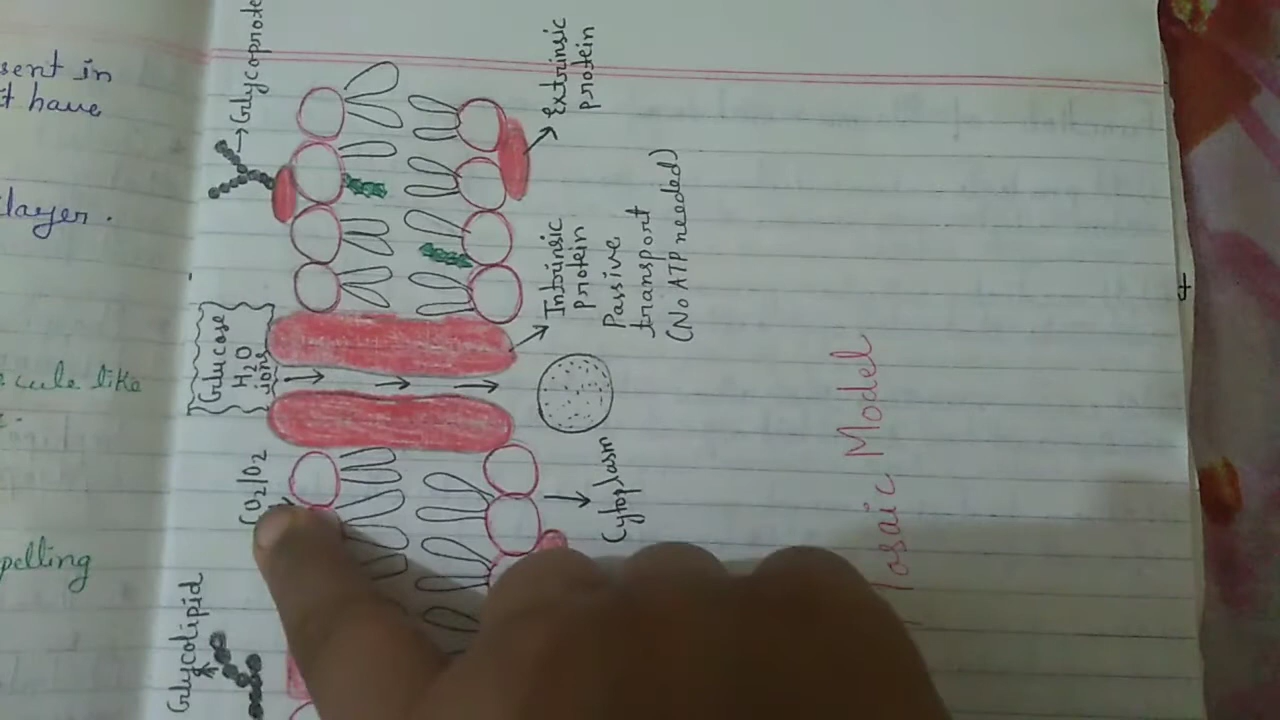 sent in
t have
layer.
cule like
pelling
Glycoprote
Extrinsic
protein
Glucose
H2O
ions
Intrinsic
protein
Passive
transport
(No ATP needed)
CO2/O2
Cytoplasm
Glycolipid
Mosaic Model